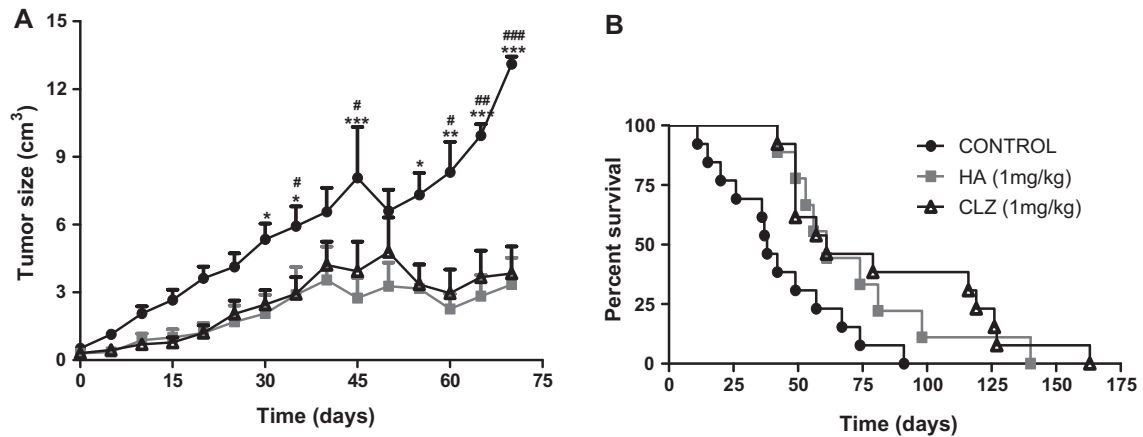 A
Tumor size (cm³)
15
12
9
6
3
0
0 15 30 45 60 75
Time (days)
*
#
*
#
***
*
#
**
##
***
###
***
B
Percent survival
100
75
50
25
0
0 25 50 75 100 125 150 175
Time (days)
CONTROL
HA (1mg/kg)
CLZ (1mg/kg)